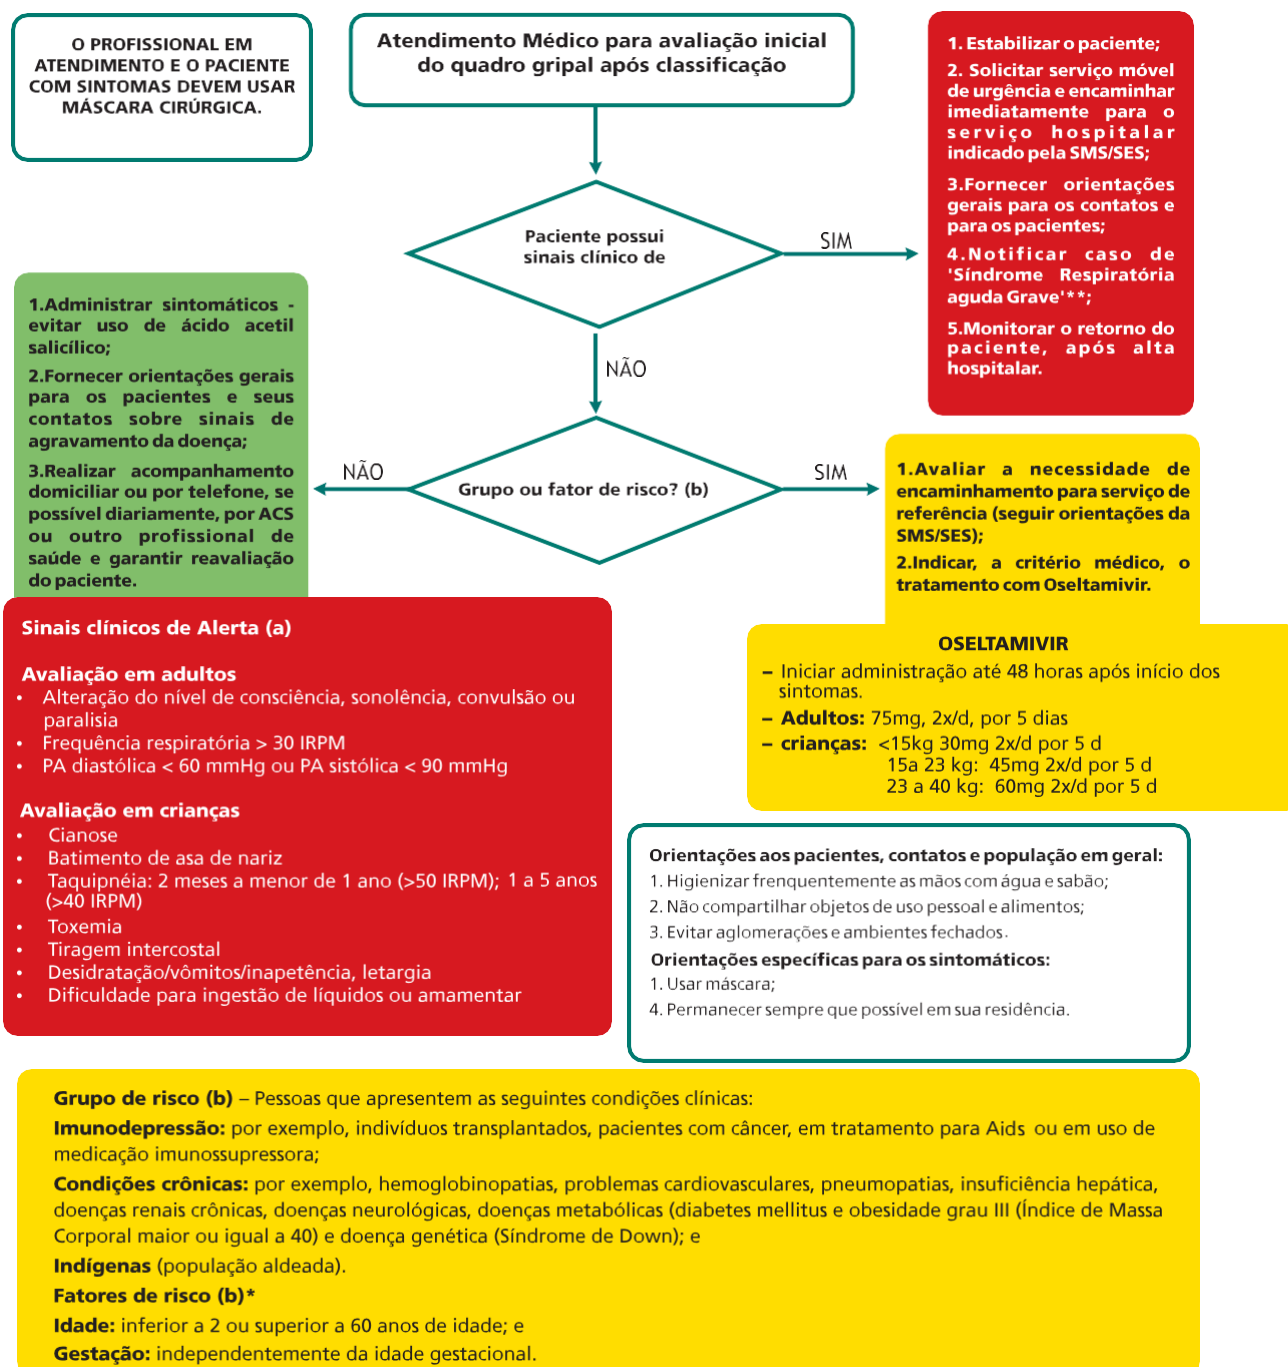 O PROFISSIONAL EM
ATENDIMENTO E O PACIENTE
COM SINTOMAS DEVEM USAR
MÁSCARA CIRÚRGICA.
Atendimento Médico para avaliação inicial
do quadro gripal após classificação
1. Estabilizar o paciente;
2. Solicitar serviço móvel
de urgência e encaminhar
imediatamente para o
serviço hospitalar
indicado pela SMS/SES;
3.Fornecer orientações
gerais para os contatos e
para os pacientes;
4.Notificar caso de
'Síndrome Respiratória
aguda Grave'**;
5.Monitorar o retorno do
paciente, após alta
hospitalar.
Paciente possui
sinais clínico de
SIM
NÃO
1.Administrar sintomáticos -
evitar uso de ácido acetil
salicílico;
2.Fornecer orientações gerais
para os pacientes e seus
contatos sobre sinais de
agravamento da doença;
3.Realizar acompanhamento
domiciliar ou por telefone, se
possível diariamente, por ACS
ou outro profissional de
saúde e garantir reavaliação
do paciente.
NÃO
Grupo ou fator de risco? (b)
SIM
1.Avaliar a necessidade de
encaminhamento para serviço de
referência (seguir orientações da
SMS/SES);
2.Indicar, a critério médico, o
tratamento com Oseltamivir.
Sinais clínicos de Alerta (a)
Avaliação em adultos
• Alteração do nível de consciência, sonolência, convulsão ou
paralisia
• Frequência respiratória > 30 IRPM
• PA diastólica < 60 mmHg ou PA sistólica < 90 mmHg
Avaliação em crianças
• Cianose
• Batimento de asa de nariz
• Taquipnéia: 2 meses a menor de 1 ano (>50 IRPM); 1 a 5 anos
(>40 IRPM)
• Toxemia
• Tiragem intercostal
• Desidratação/vômitos/inapetência, letargia
• Dificuldade para ingestão de líquidos ou amamentar
OSELTAMIVIR
– Iniciar administração até 48 horas após início dos
sintomas.
– Adultos: 75mg, 2x/d, por 5 dias
– crianças: <15kg 30mg 2x/d por 5 d
15a 23 kg: 45mg 2x/d por 5 d
23 a 40 kg: 60mg 2x/d por 5 d
Orientações aos pacientes, contatos e população em geral:
1. Higienizar frenquentemente as mãos com água e sabão;
2. Não compartilhar objetos de uso pessoal e alimentos;
3. Evitar aglomerações e ambientes fechados.
Orientações específicas para os sintomáticos:
1. Usar máscara;
4. Permanecer sempre que possível em sua residência.
Grupo de risco (b) – Pessoas que apresentem as seguintes condições clínicas:
Imunodepressão: por exemplo, indivíduos transplantados, pacientes com câncer, em tratamento para Aids ou em uso de
medicação imunossupressora;
Condições crônicas: por exemplo, hemoglobinopatias, problemas cardiovasculares, pneumopatias, insuficiência hepática,
doenças renais crônicas, doenças neurológicas, doenças metabólicas (diabetes mellitus e obesidade grau III (Índice de Massa
Corporal maior ou igual a 40) e doença genética (Síndrome de Down); e
Indígenas (população aldeada).
Fatores de risco (b)*
Idade: inferior a 2 ou superior a 60 anos de idade; e
Gestação: independentemente da idade gestacional.